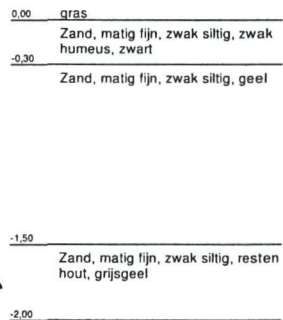 0,00 gras
Zand, matig fijn, zwak siltig, zwak
humeus, zwart
-0,30
Zand, matig fijn, zwak siltig, geel
-1,50
Zand, matig fijn, zwak siltig, resten
hout, grijsgeel
-2,00